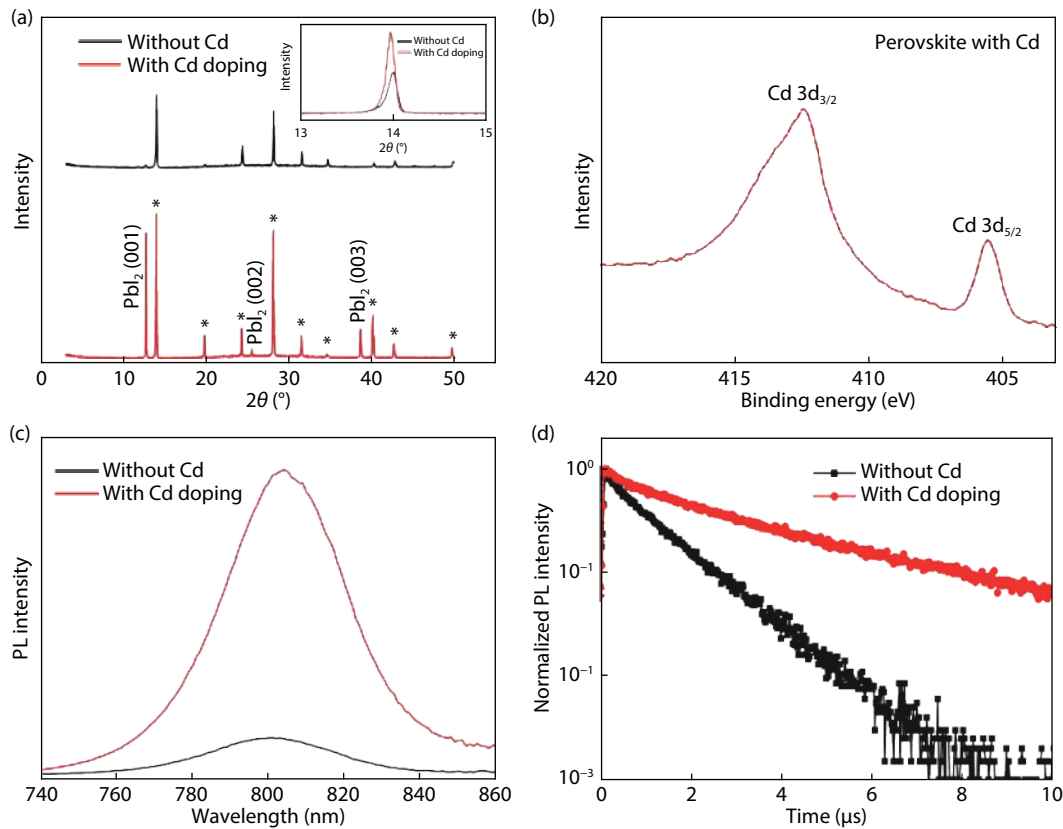 (a)
Without Cd
With Cd doping
Intensity
Without Cd
With Cd doping
13
14
15
2θ (°)
Intensity
PbI₂ (001)
*
*
*
PbI₂ (002)
*
*
*
PbI₂ (003)
*
*
*
0
10
20
30
40
50
2θ (°)
(b)
Perovskite with Cd
Cd 3d₃/₂
Cd 3d₅/₂
Intensity
420
415
410
405
Binding energy (eV)
(c)
Without Cd
With Cd doping
PL intensity
740
760
780
800
820
840
860
Wavelength (nm)
(d)
Without Cd
With Cd doping
Normalized PL intensity
10⁰
10⁻¹
10⁻¹
10⁻³
0
2
4
6
8
10
Time (μs)